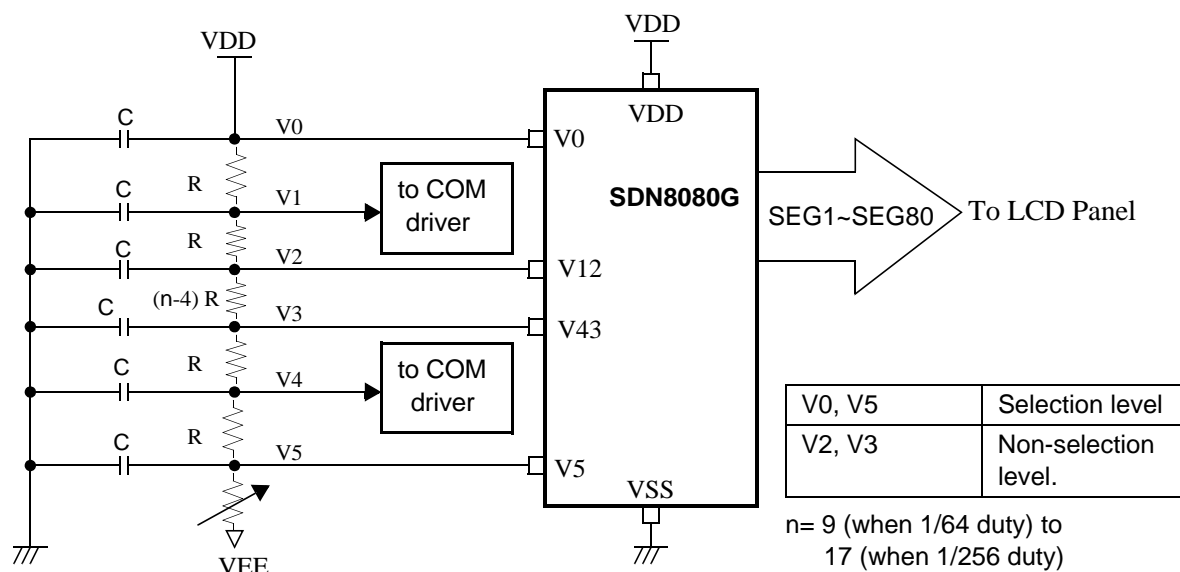 VDD
VDD
C
V0
V0
VDD
R
C
V1
to COM
driver
SDN8080G
SEG1~SEG80
To LCD Panel
R
C
V2
V12
(n-4) R
C
V3
V43
R
C
V4
to COM
driver
R
C
V5
V5
VSS
VEE
V0, V5
Selection level
V2, V3
Non-selection
level.
n= 9 (when 1/64 duty) to
17 (when 1/256 duty)